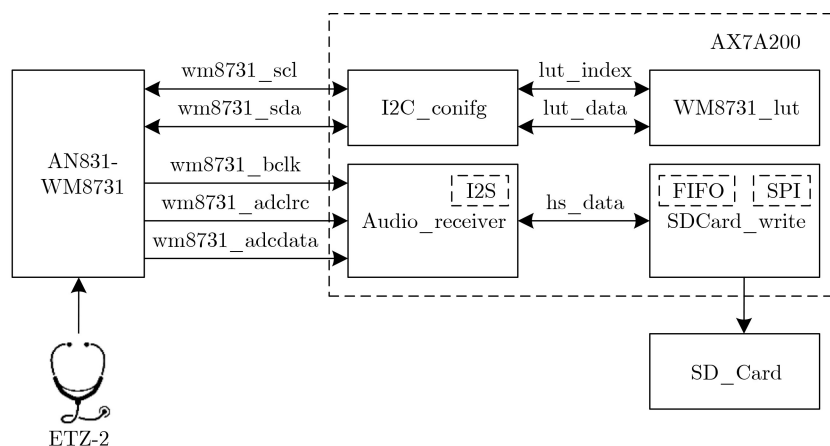 AX7A200
wm8731_scl
lut_index
I2C_conifg
WM8731_lut
wm8731_sda
lut_data
AN831-
WM8731
wm8731_bclk
I2S
FIFO
SPI
wm8731_adclrc
Audio_receiver
hs_data
SDCard_write
wm8731_adcdata
SD_Card
ETZ-2